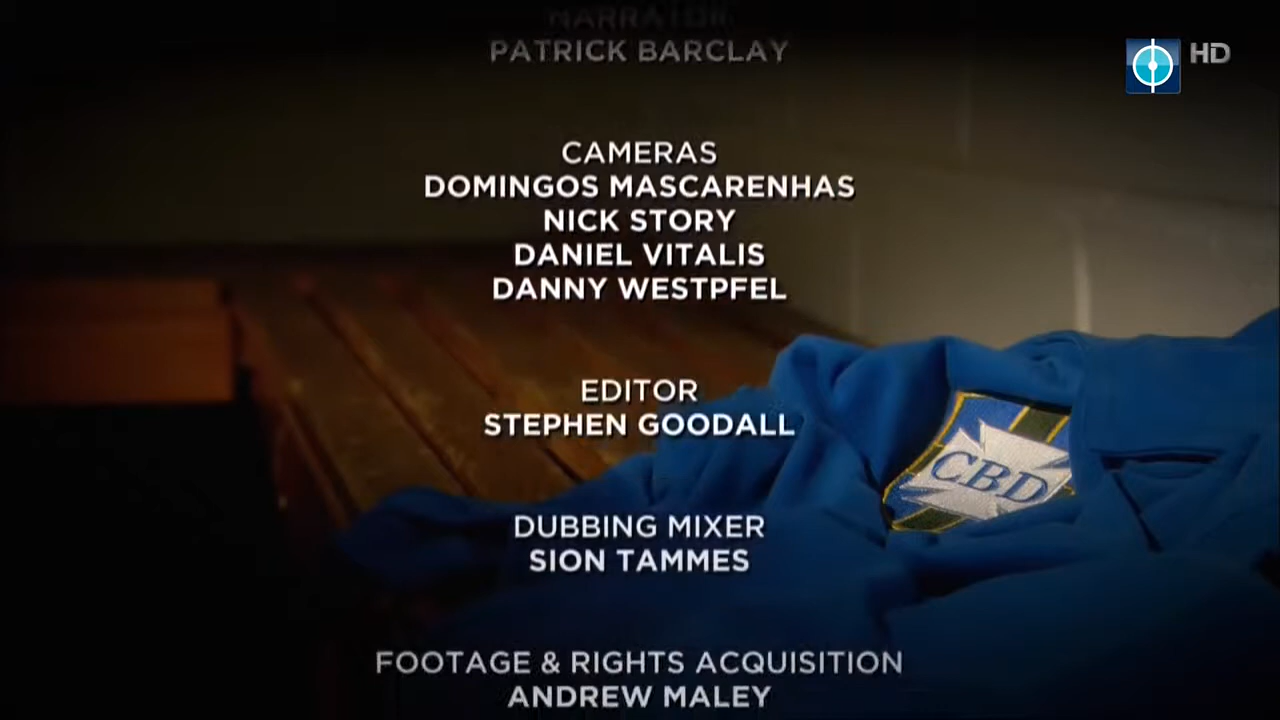 NARRATOR
PATRICK BARCLAY
HD
CAMERAS
DOMINGOS MASCARENHAS
NICK STORY
DANIEL VITALIS
DANNY WESTPFEL
EDITOR
STEPHEN GOODALL
CBD
DUBBING MIXER
SION TAMMES
FOOTAGE & RIGHTS ACQUISITION
ANDREW MALEY